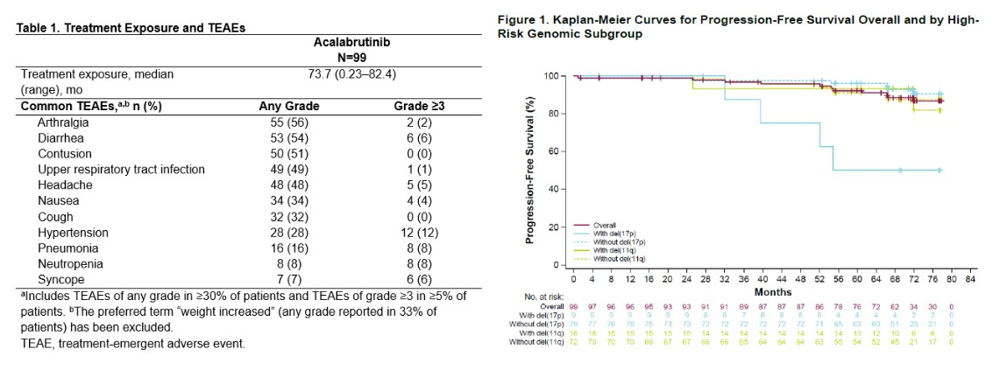 Table 1. Treatment Exposure and TEAEs
Acalabrutinib
N=99
Treatment exposure, median 73.7 (0.23–82.4)
(range), mo
Common TEAEs,a,b n (%) Any Grade Grade ≥3
Arthralgia 55 (56) 2 (2)
Diarrhea 53 (54) 6 (6)
Contusion 50 (51) 0 (0)
Upper respiratory tract infection 49 (49) 1 (1)
Headache 48 (48) 5 (5)
Nausea 34 (34) 4 (4)
Cough 32 (32) 0 (0)
Hypertension 28 (28) 12 (12)
Pneumonia 16 (16) 8 (8)
Neutropenia 8 (8) 8 (8)
Syncope 7 (7) 6 (6)
aIncludes TEAEs of any grade in ≥30% of patients and TEAEs of grade ≥3 in ≥5% of
patients. bThe preferred term “weight increased” (any grade reported in 33% of
patients) has been excluded.
TEAE, treatment-emergent adverse event.
Figure 1. Kaplan-Meier Curves for Progression-Free Survival Overall and by High-
Risk Genomic Subgroup
Progression-Free Survival (%)
100
80
60
40
20
0
Overall
With del(17p)
Without del(17p)
With del(11q)
Without del(11q)
0 4 8 12 16 20 24 28 32 36 40 44 48 52 56 60 64 68 72 76 80 84
Months
No. at risk:
Overall 99 97 96 96 95 93 93 91 91 89 87 87 87 86 78 76 72 62 34 30 0
With del(17p) 9 9 9 9 9 9 9 9 8 7 6 6 6 6 4 4 4 4 2 2 0
Without del(17p) 79 77 76 76 75 73 73 72 72 72 72 72 72 71 65 63 60 51 25 21 0
With del(11q) 16 16 15 15 15 15 15 14 14 14 14 14 14 14 14 13 12 10 6 6 0
Without del(11q) 72 70 70 70 69 67 67 66 66 65 64 64 64 63 55 54 52 45 21 17 0